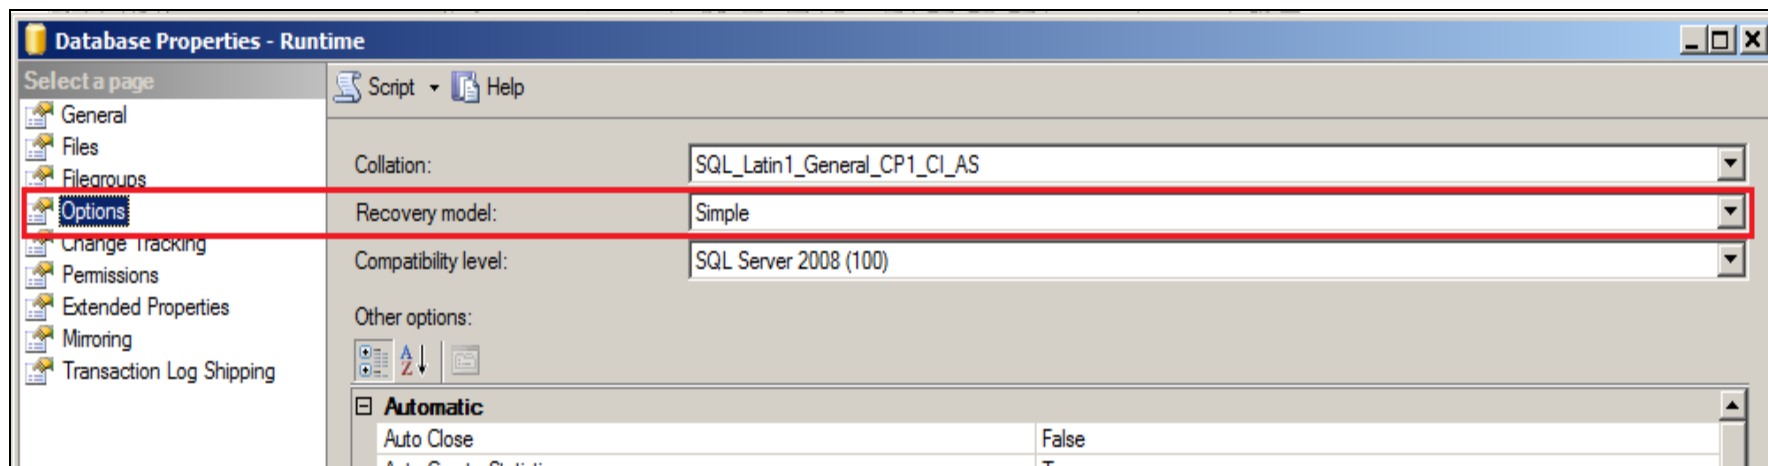 Database Properties - Runtime
Select a page
General
Files
Filegroups
Options
Change Tracking
Permissions
Extended Properties
Mirroring
Transaction Log Shipping
Script
Help
Collation: SQL_Latin1_General_CP1_CI_AS
Recovery model: Simple
Compatibility level: SQL Server 2008 (100)
Other options:
Automatic
Auto Close False